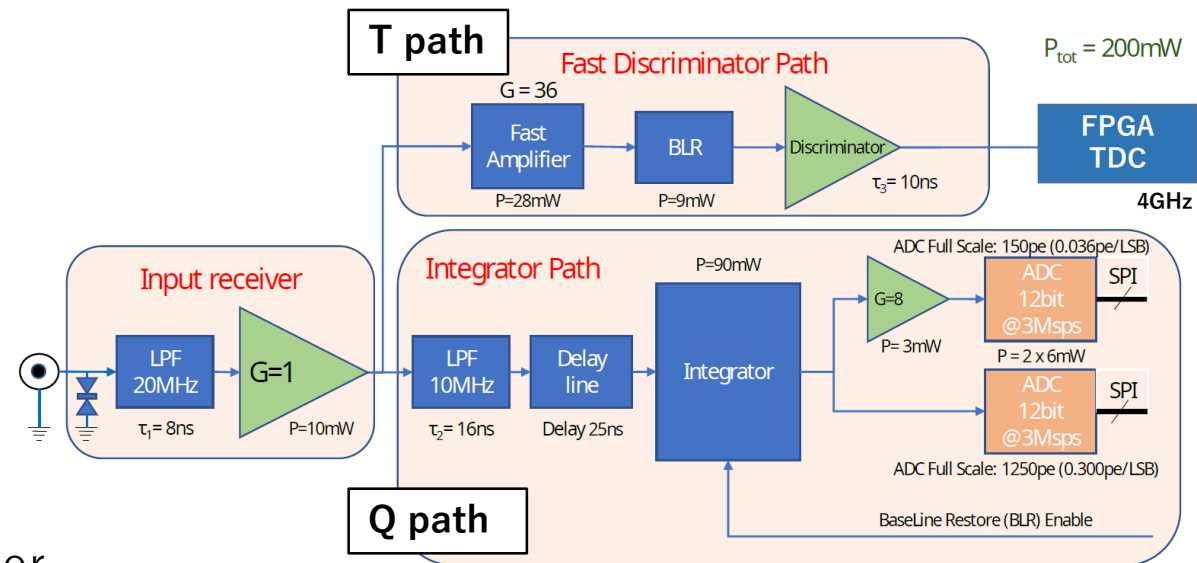 T path
Fast Discriminator Path
P_tot = 200mW
G = 36
Fast
Amplifier
P=28mW
BLR
P=9mW
Discriminator
τ₃= 10ns
FPGA
TDC
4GHz
Input receiver
LPF
20MHz
τ₁= 8ns
G=1
P=10mW
Integrator Path
LPF
10MHz
τ₂= 16ns
Delay
line
Delay 25ns
P=90mW
Integrator
G=8
P= 3mW
ADC Full Scale: 150pe (0.036pe/LSB)
ADC
12bit
@3Msps
SPI
P = 2 x 6mW
ADC
12bit
@3Msps
SPI
ADC Full Scale: 1250pe (0.300pe/LSB)
BaseLine Restore (BLR) Enable
Q path